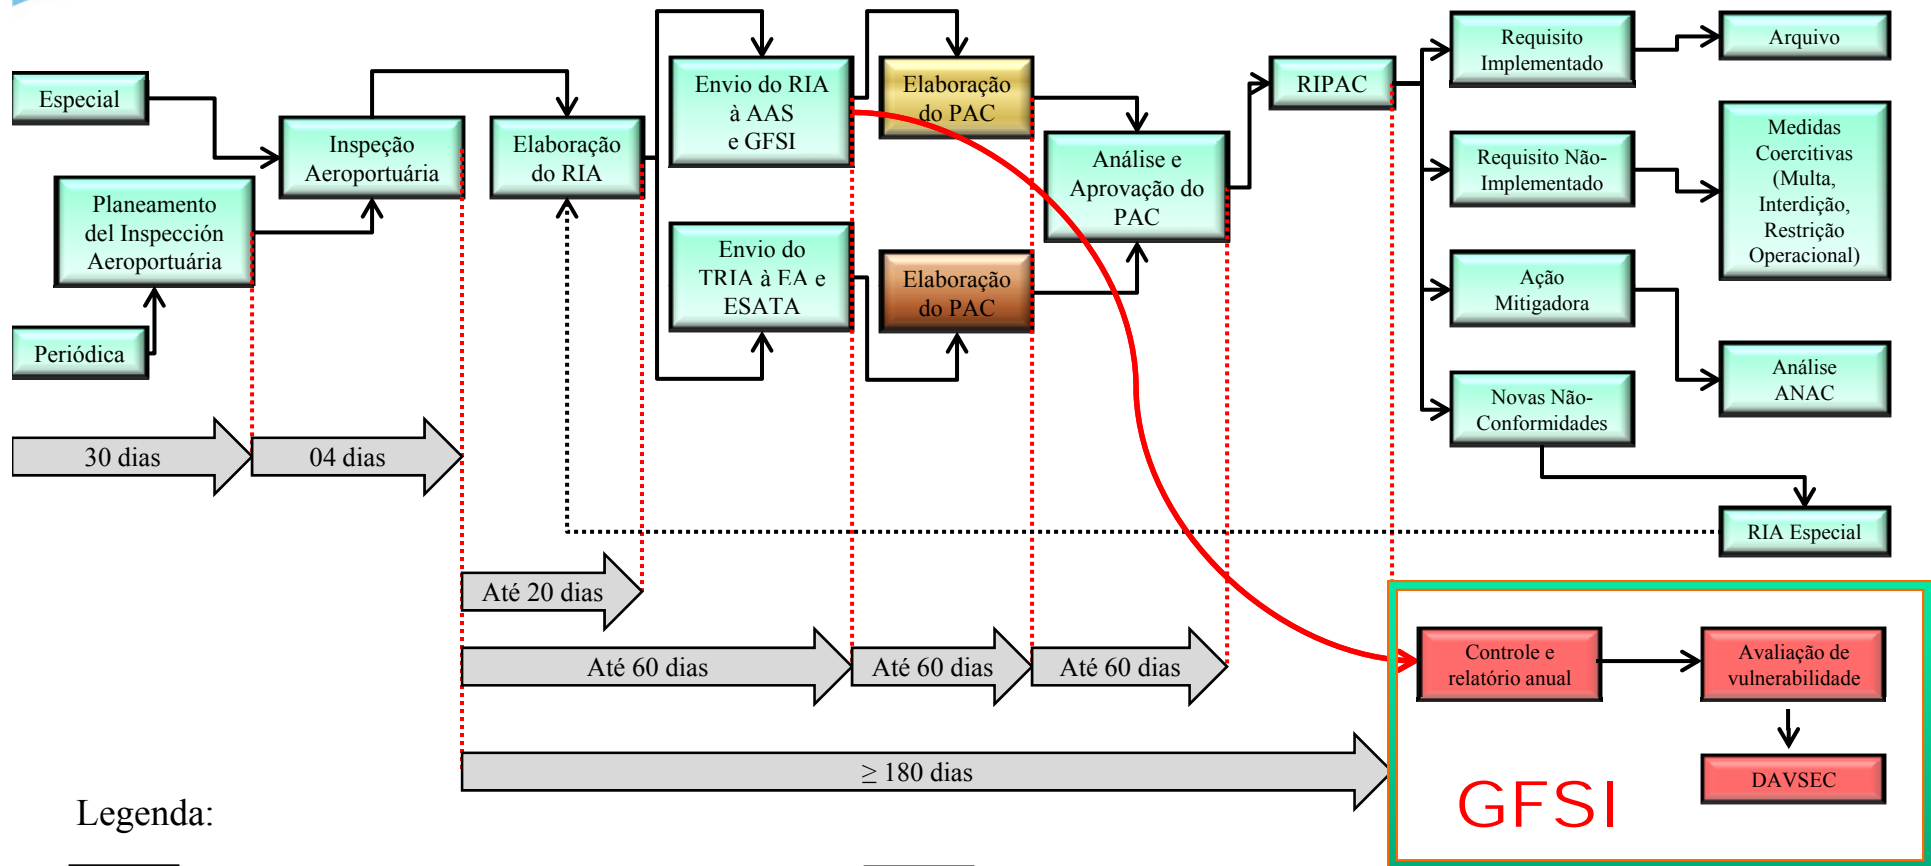 Especial
Planeamento
del Inspección
Aeroportuária
Periódica
Inspeção
Aeroportuária
Elaboração
do RIA
Envio do RIA
à AAS
e GFSI
Envio do
TRIA à EA e
ESATA
Elaboração
do PAC
Elaboração
do PAC
Análise e
Aprovação do
PAC
RIPAC
Requisito
Implementado
Arquivo
Requisito Não-
Implementado
Medidas
Coercitivas
(Multa,
Interdição,
Restrição
Operacional)
Ação
Mitigadora
Análise
ANAC
Novas Não-
Conformidades
RIA Especial
30 dias
04 dias
Até 20 dias
Até 60 dias
Até 60 dias
Até 60 dias
≥ 180 dias
Controle e
relatório anual
Avaliação de
vulnerabilidade
DAVSEC
GFSI
Legenda: